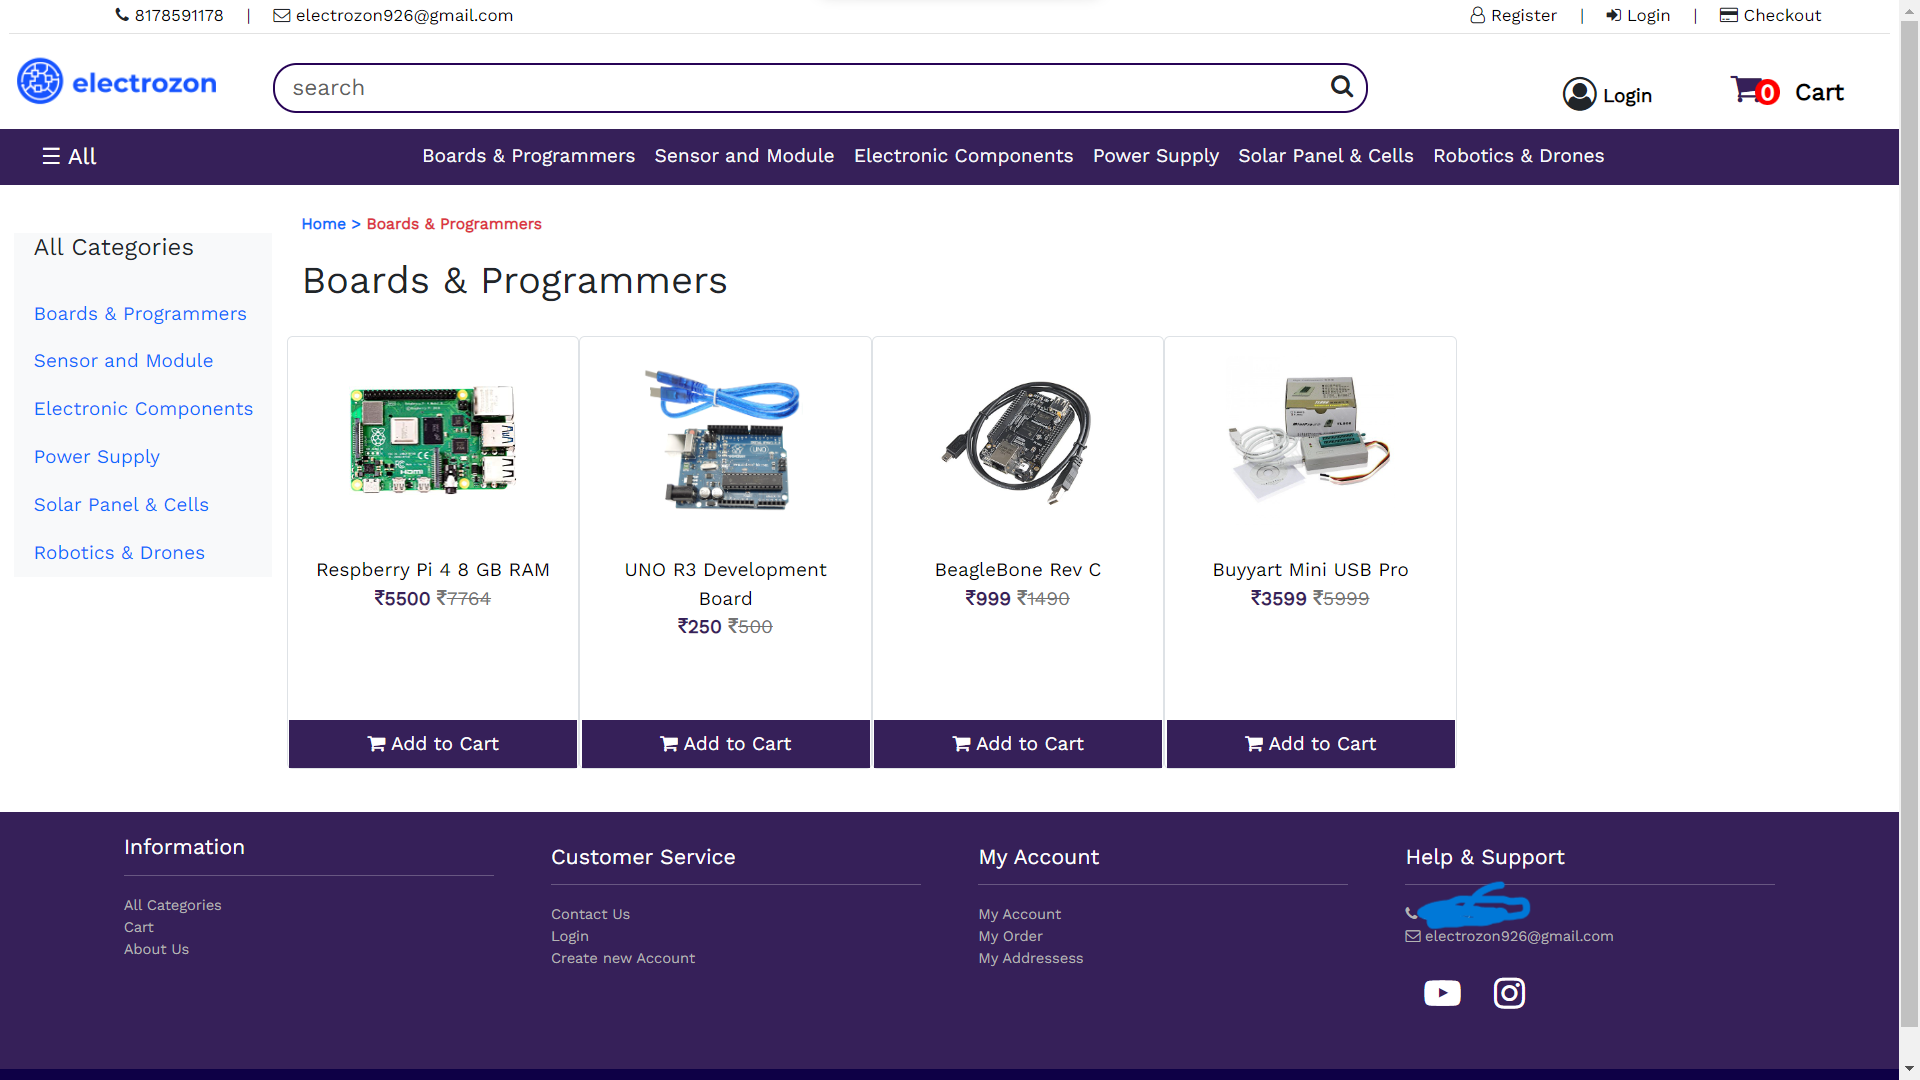 8178591178 | electrozon926@gmail.com Register | Login | Checkout
electrozon search Login 0 Cart
☰ All Boards & Programmers Sensor and Module Electronic Components Power Supply Solar Panel & Cells Robotics & Drones
Home > Boards & Programmers
All Categories
Boards & Programmers
Sensor and Module
Electronic Components
Power Supply
Solar Panel & Cells
Robotics & Drones
Boards & Programmers
Respberry Pi 4 8 GB RAM
₹5500 ₹7764
Add to Cart
UNO R3 Development
Board
₹250 ₹500
Add to Cart
BeagleBone Rev C
₹999 ₹1490
Add to Cart
Buyyart Mini USB Pro
₹3599 ₹5999
Add to Cart
Information
All Categories
Cart
About Us
Customer Service
Contact Us
Login
Create new Account
My Account
My Account
My Order
My Addressess
Help & Support
electrozon926@gmail.com